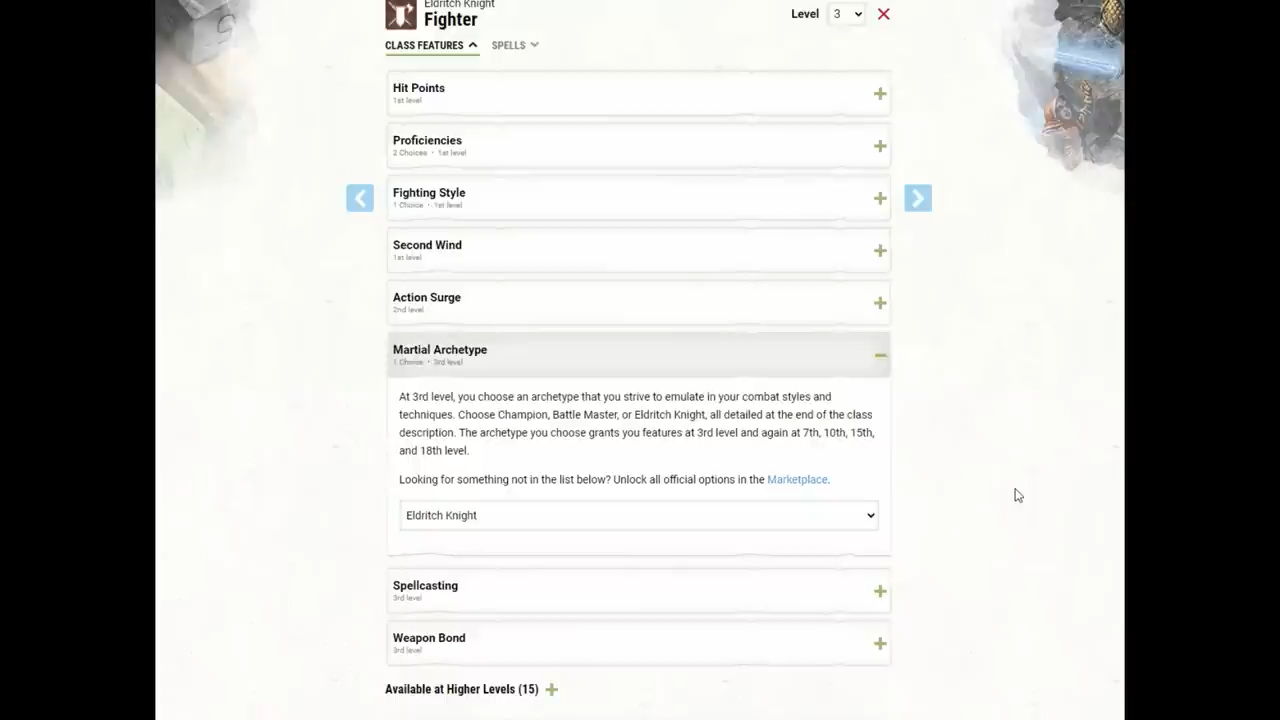 Eldritch Knight
Fighter
Level 3
CLASS FEATURES SPELLS
Hit Points
1st level
Proficiencies
2 Choices • 1st level
Fighting Style
1 Choice • 1st level
Second Wind
1st level
Action Surge
2nd level
Martial Archetype
1 Choice • 3rd level
At 3rd level, you choose an archetype that you strive to emulate in your combat styles and
techniques. Choose Champion, Battle Master, or Eldritch Knight, all detailed at the end of the class
description. The archetype you choose grants you features at 3rd level and again at 7th, 10th, 15th,
and 18th level.
Looking for something not in the list below? Unlock all official options in the Marketplace.
Eldritch Knight
Spellcasting
3rd level
Weapon Bond
3rd level
Available at Higher Levels (15)